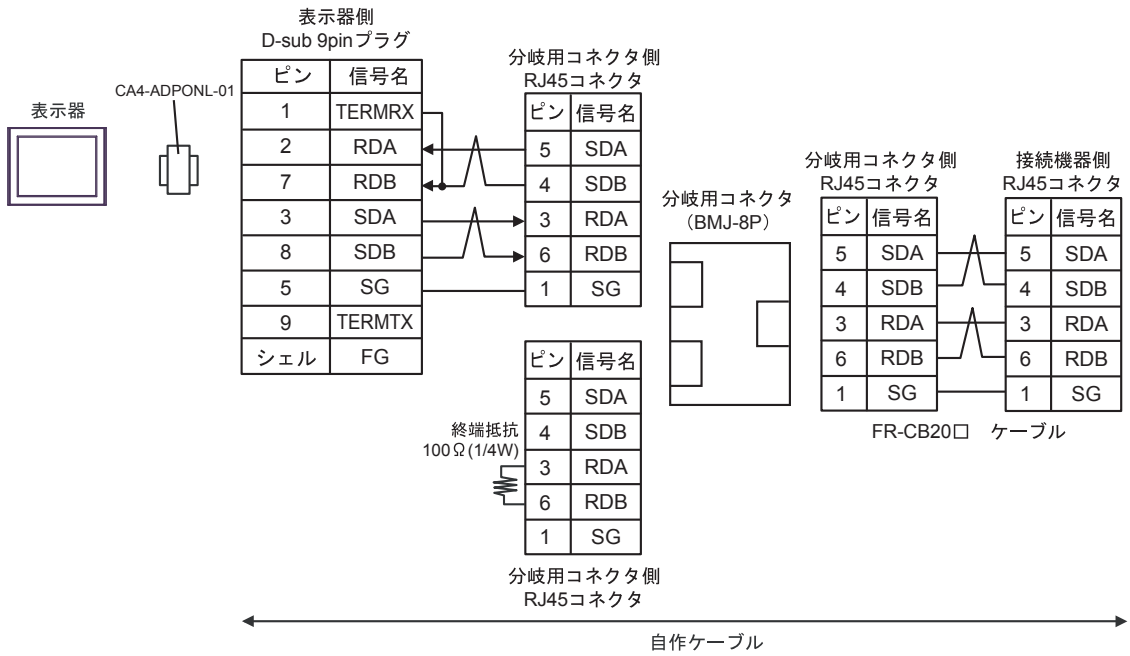 表示器
CA4-ADPONL-01
表示器側
D-sub 9pinプラグ
ピン 信号名
1 TERMRX
2 RDA
7 RDB
3 SDA
8 SDB
5 SG
9 TERMTX
シェル FG
分岐用コネクタ側
RJ45コネクタ
ピン 信号名
5 SDA
4 SDB
3 RDA
6 RDB
1 SG
終端抵抗
100Ω(1/4W)
ピン 信号名
5 SDA
4 SDB
3 RDA
6 RDB
1 SG
分岐用コネクタ側
RJ45コネクタ
分岐用コネクタ
（BMJ-8P）
分岐用コネクタ側
RJ45コネクタ
ピン 信号名
5 SDA
4 SDB
3 RDA
6 RDB
1 SG
接続機器側
RJ45コネクタ
ピン 信号名
5 SDA
4 SDB
3 RDA
6 RDB
1 SG
FR-CB20□ ケーブル
自作ケーブル